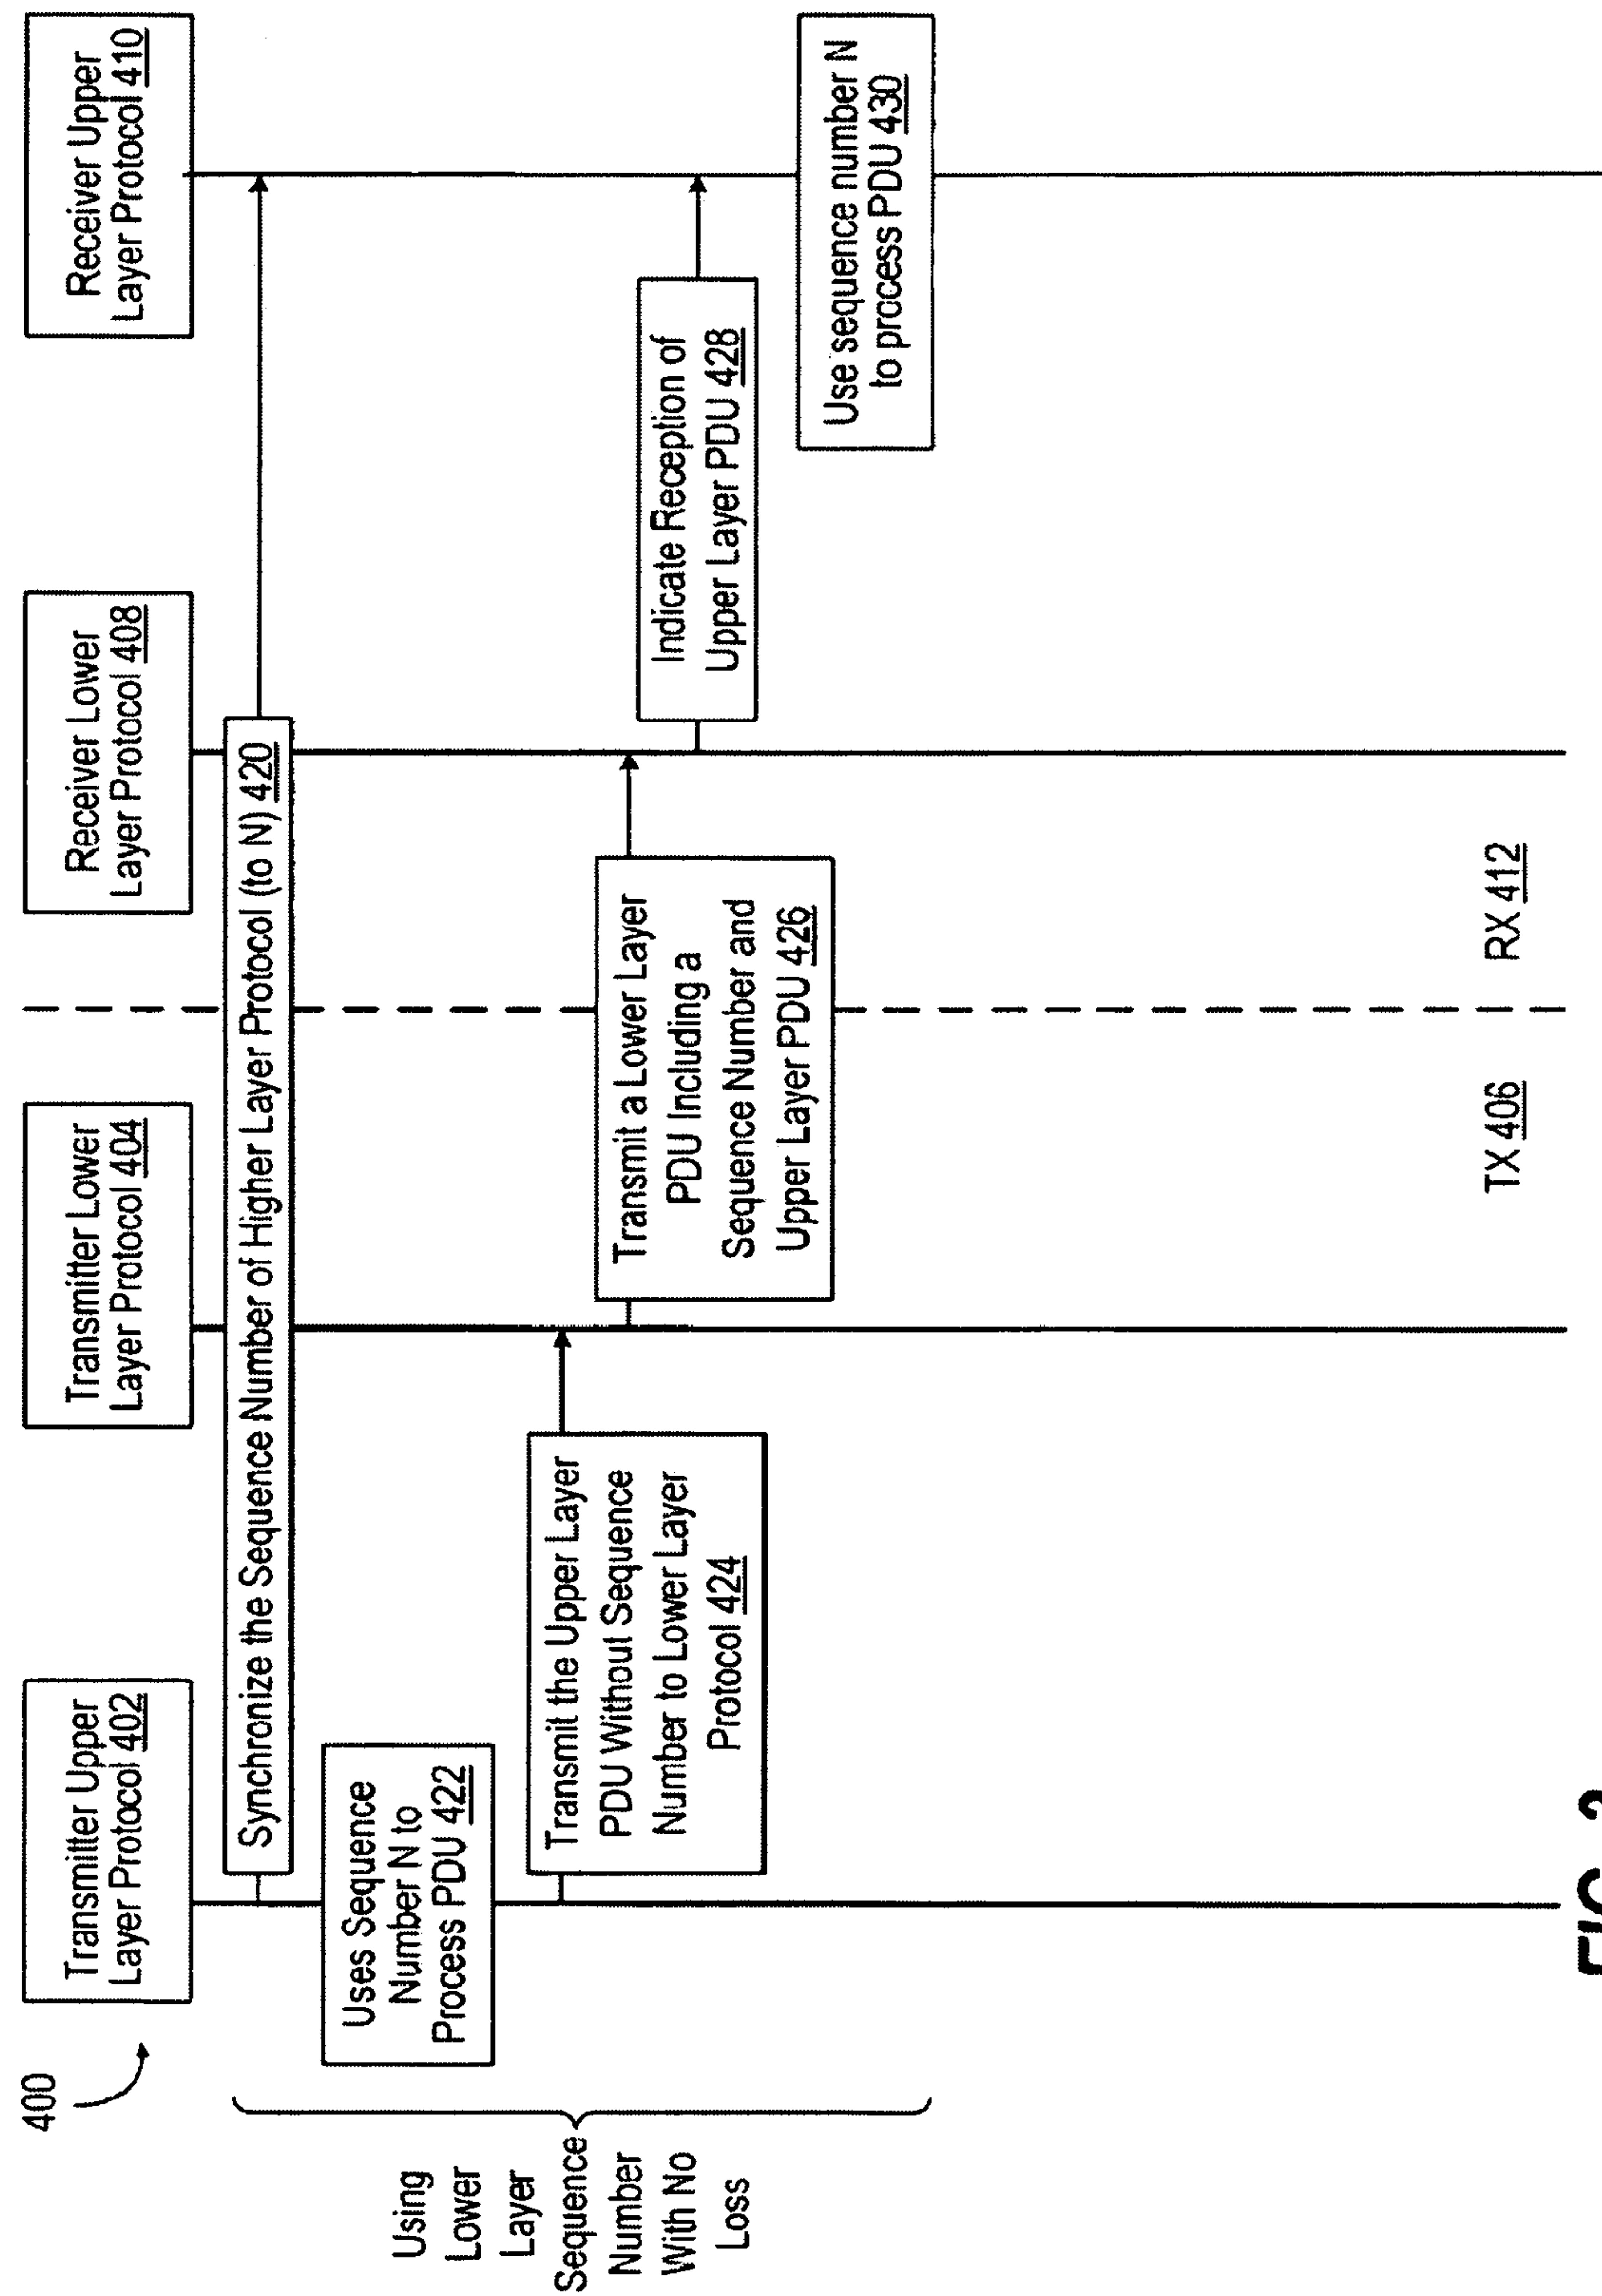 400
Transmitter Upper
Layer Protocol 402
Transmitter Lower
Layer Protocol 404
Receiver Lower
Layer Protocol 408
Receiver Upper
Layer Protocol 410
Synchronize the Sequence Number of Higher Layer Protocol (to N) 420
Uses Sequence
Number N to
Process PDU 422
Using
Lower
Layer
Sequence
Number
With No
Loss
Transmit the Upper Layer
PDU Without Sequence
Number to Lower Layer
Protocol 424
Transmit a Lower Layer
PDU Including a
Sequence Number and
Upper Layer PDU 426
Indicate Reception of
Upper Layer PDU 428
Use sequence number N
to process PDU 430
TX 406
RX 412